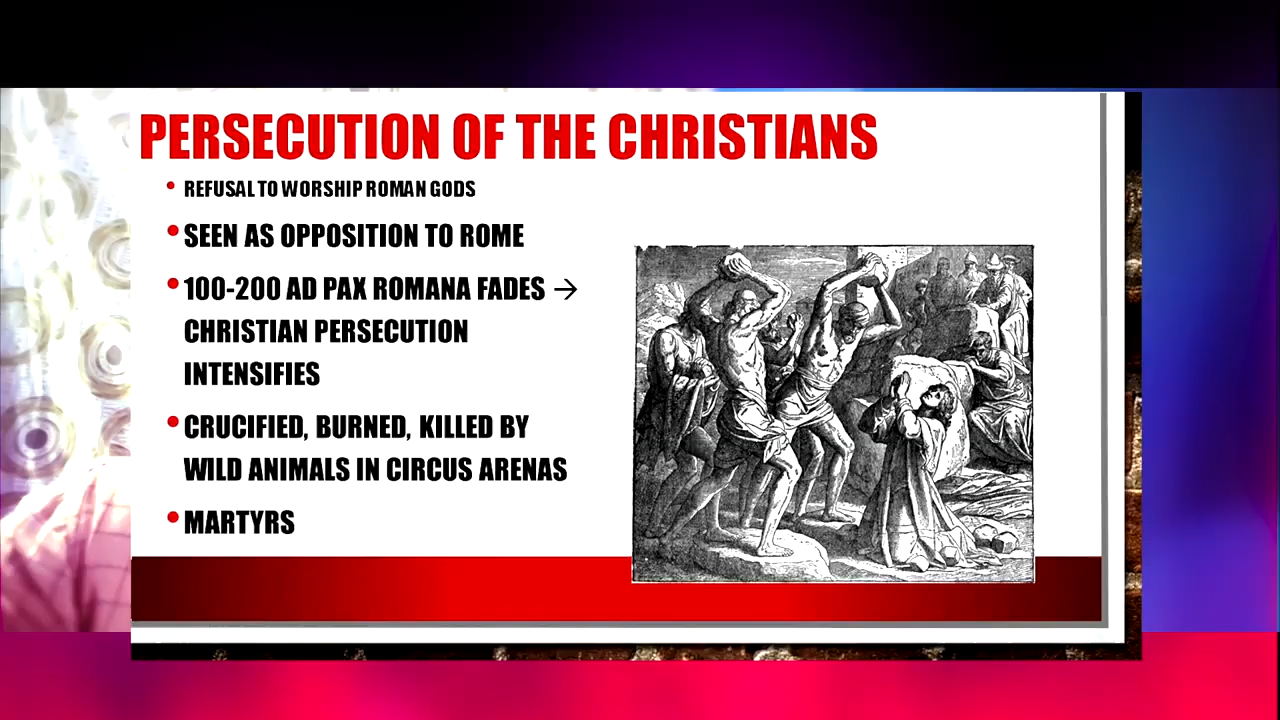 PERSECUTION OF THE CHRISTIANS
• REFUSAL TO WORSHIP ROMAN GODS
• SEEN AS OPPOSITION TO ROME
• 100-200 AD PAX ROMANA FADES →
CHRISTIAN PERSECUTION
INTENSIFIES
• CRUCIFIED, BURNED, KILLED BY
WILD ANIMALS IN CIRCUS ARENAS
• MARTYRS